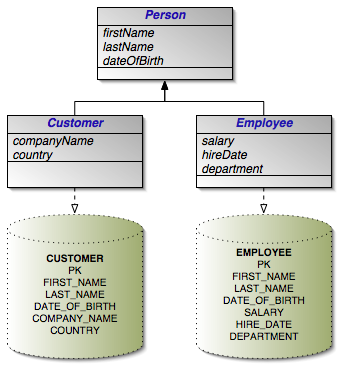 Person
firstName
lastName
dateOfBirth
Customer
companyName
country
Employee
salary
hireDate
department
CUSTOMER
PK
FIRST_NAME
LAST_NAME
DATE_OF_BIRTH
COMPANY_NAME
COUNTRY
EMPLOYEE
PK
FIRST_NAME
LAST_NAME
DATE_OF_BIRTH
SALARY
HIRE_DATE
DEPARTMENT